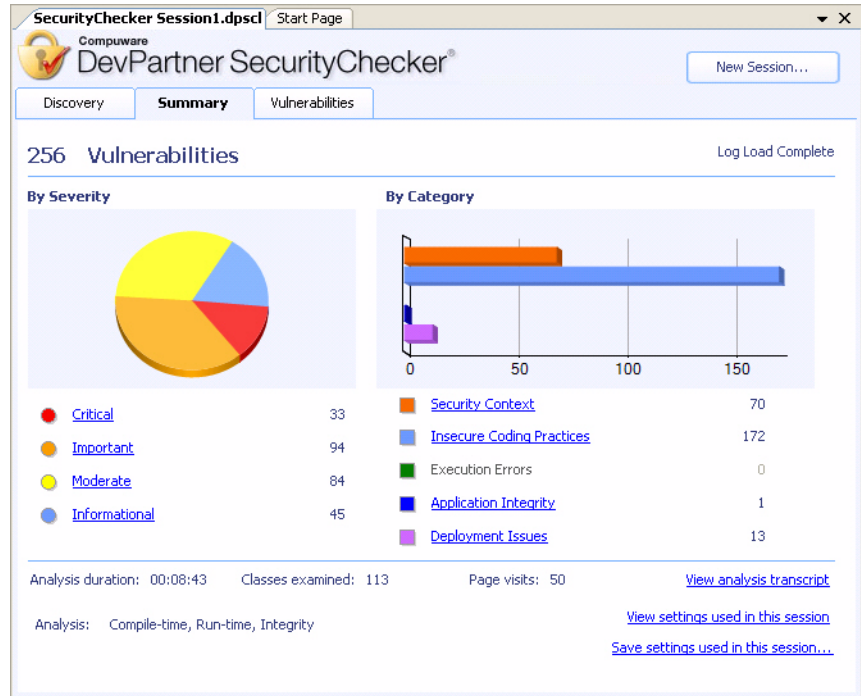 SecurityChecker Session1.dpscl Start Page
Compuware
DevPartner SecurityChecker®
New Session...
Discovery Summary Vulnerabilities
256 Vulnerabilities
Log Load Complete
By Severity
By Category
0 50 100 150
Critical 33
Important 94
Moderate 84
Informational 45
Security Context 70
Insecure Coding Practices 172
Execution Errors 0
Application Integrity 1
Deployment Issues 13
Analysis duration: 00:08:43 Classes examined: 113 Page visits: 50 View analysis transcript
Analysis: Compile-time, Run-time, Integrity
View settings used in this session
Save settings used in this session...